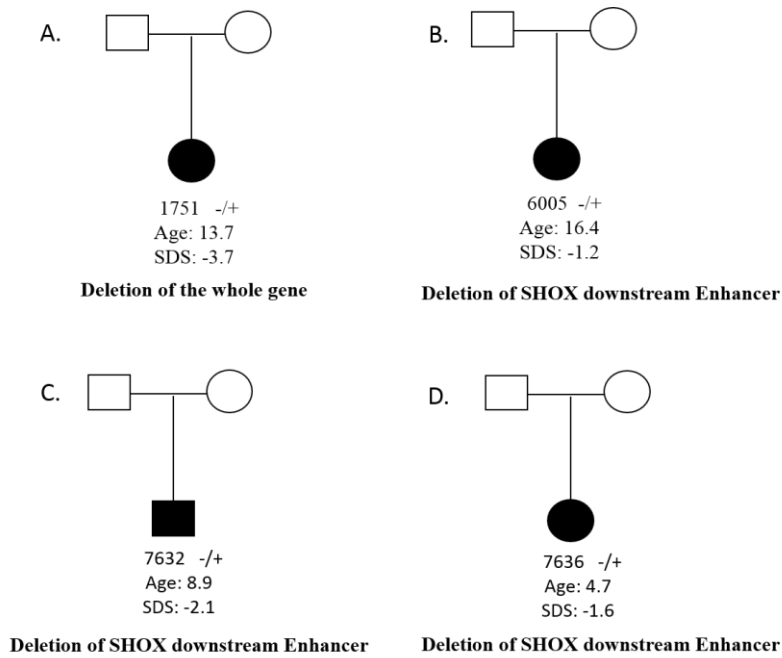 A.
1751 -/+
Age: 13.7
SDS: -3.7
Deletion of the whole gene
B.
6005 -/+
Age: 16.4
SDS: -1.2
Deletion of SHOX downstream Enhancer
C.
7632 -/+
Age: 8.9
SDS: -2.1
Deletion of SHOX downstream Enhancer
D.
7636 -/+
Age: 4.7
SDS: -1.6
Deletion of SHOX downstream Enhancer